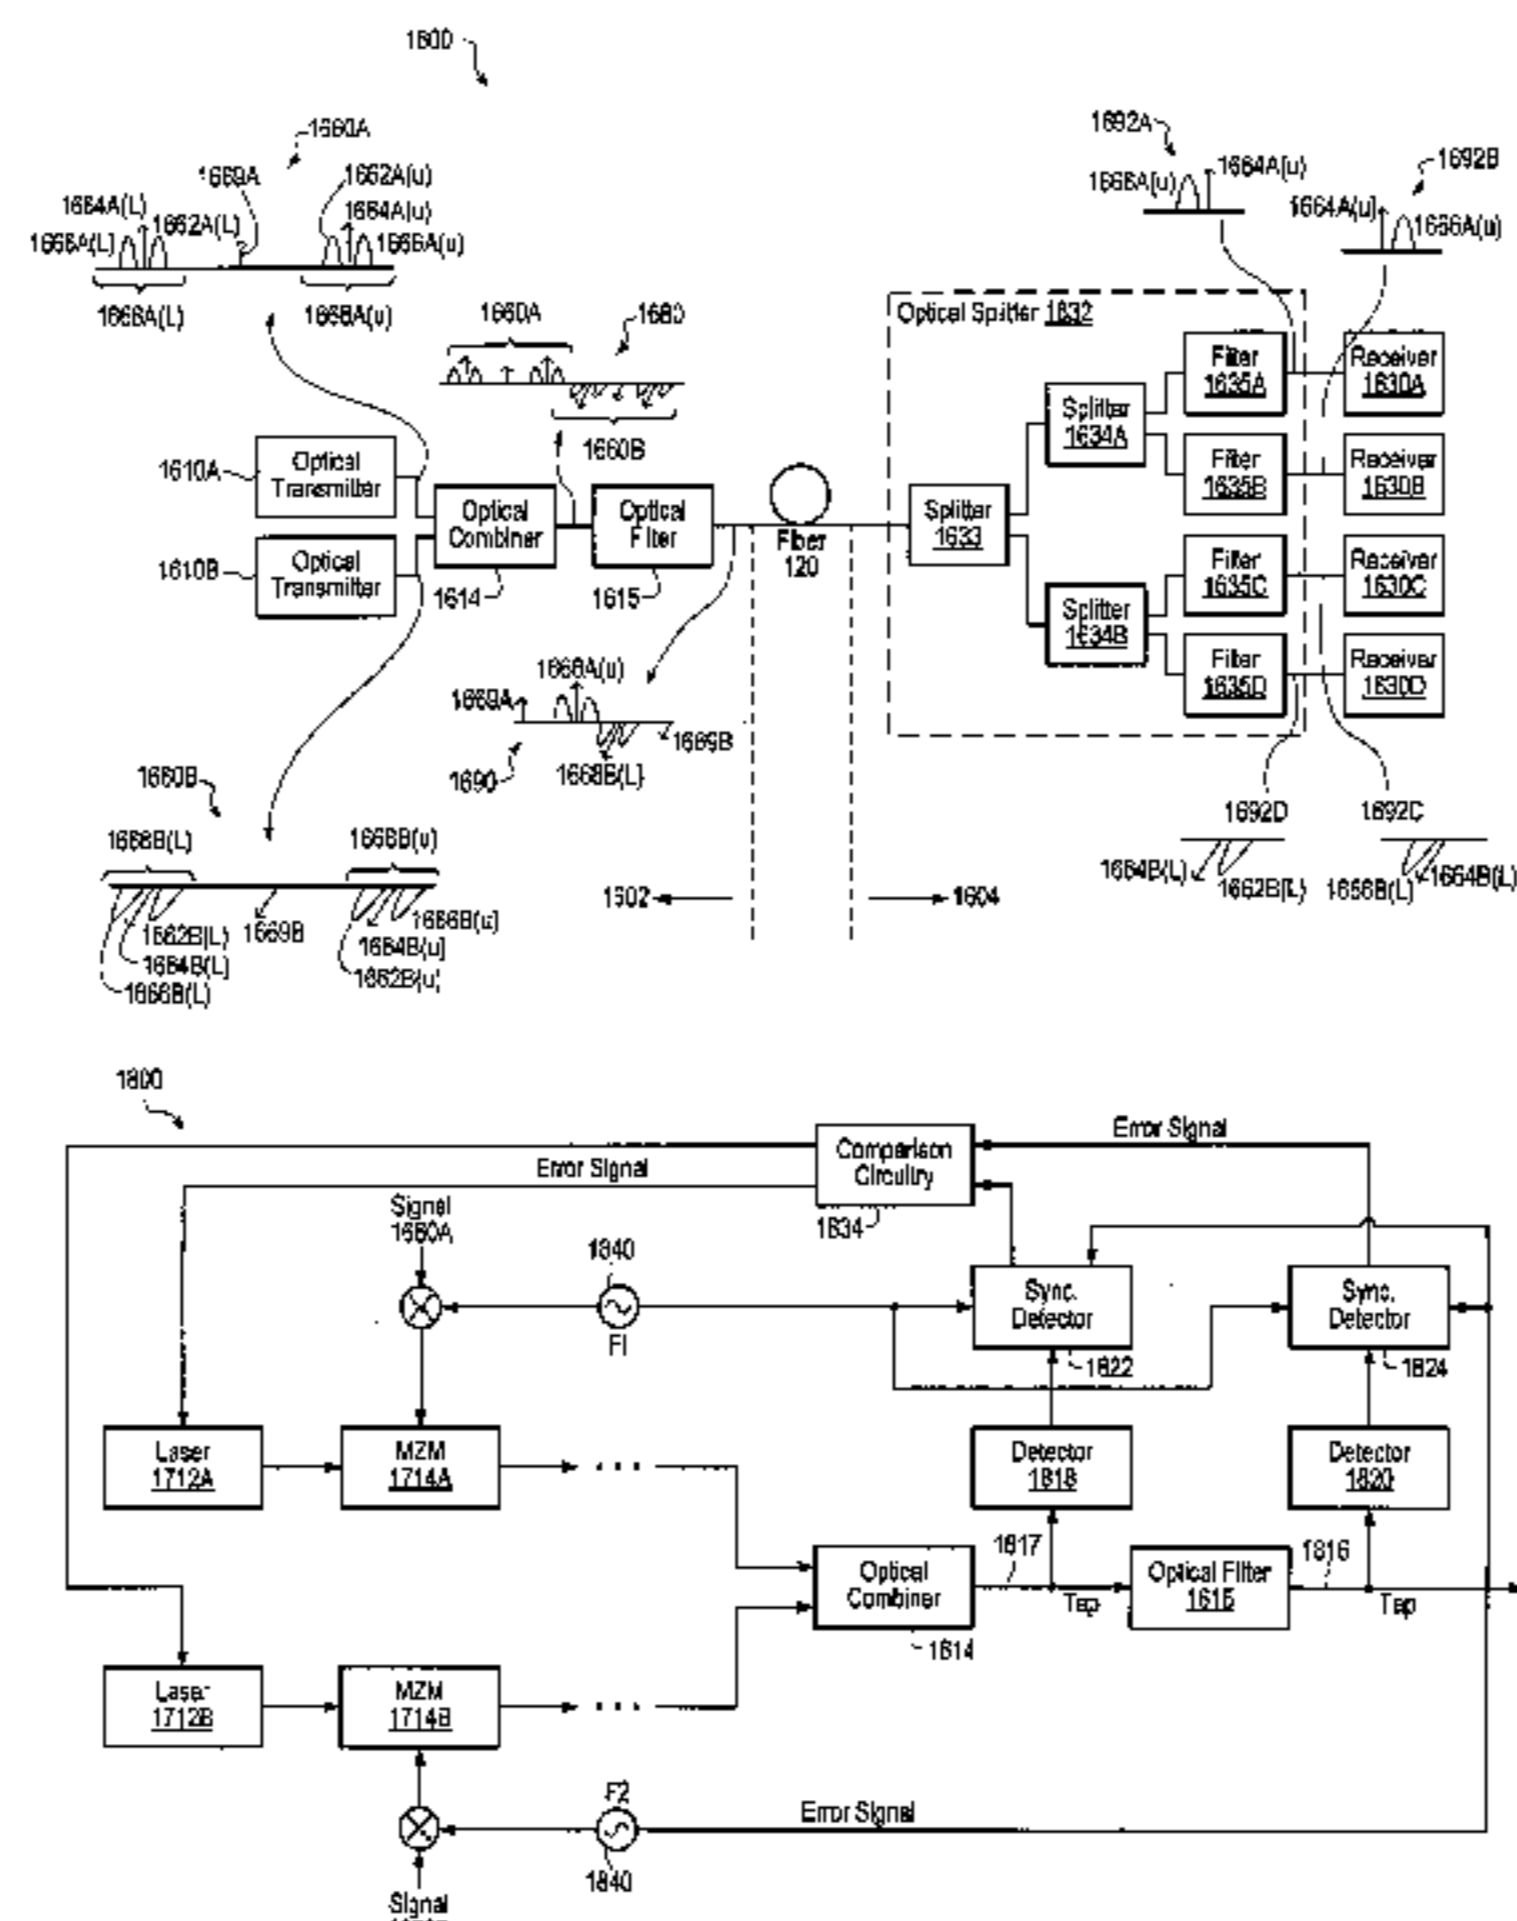 1600
1660A
1669A
1662A(u)
1664A(L)
1662A(L)
1664A(u)
1666A(L)
1666A(u)
1668A(L)
1668A(u)
1692A
1664A(u)
1666A(u)
1692B
1664A(u)
1666A(u)
1660A
1680
1660B
Optical Splitter 1632
Filter
1635A
Receiver
1630A
Splitter
1634A
Filter
1635B
Receiver
1630B
1610A
Optical
Transmitter
Optical
Combiner
Optical
Filter
Fiber
120
Splitter
1633
1610B
Optical
Transmitter
1614
1615
Filter
1635C
Receiver
1630C
Splitter
1634B
Filter
1635D
Receiver
1630D
1668A(u)
1669A
1669B
1690
1668B(L)
1660B
1668B(L)
1668B(u)
1692D
1692C
1664B(L)
1662B(L)
1664B(L)
1602
1604
1662B(L)
1669B
1666B(u)
1664B(L)
1664B(u)
1666B(L)
1662B(u)
1800
Comparison
Circuitry
Error Signal
Error Signal
1834
Signal
1660A
1840
F1
Sync.
Detector
Sync.
Detector
1822
1824
Laser
1712A
MZM
1714A
Detector
1818
Detector
1820
Optical
Combiner
1817
Tap
Optical Filter
1615
1816
Tap
1614
Laser
1712B
MZM
1714B
F2
Error Signal
1840
Signal